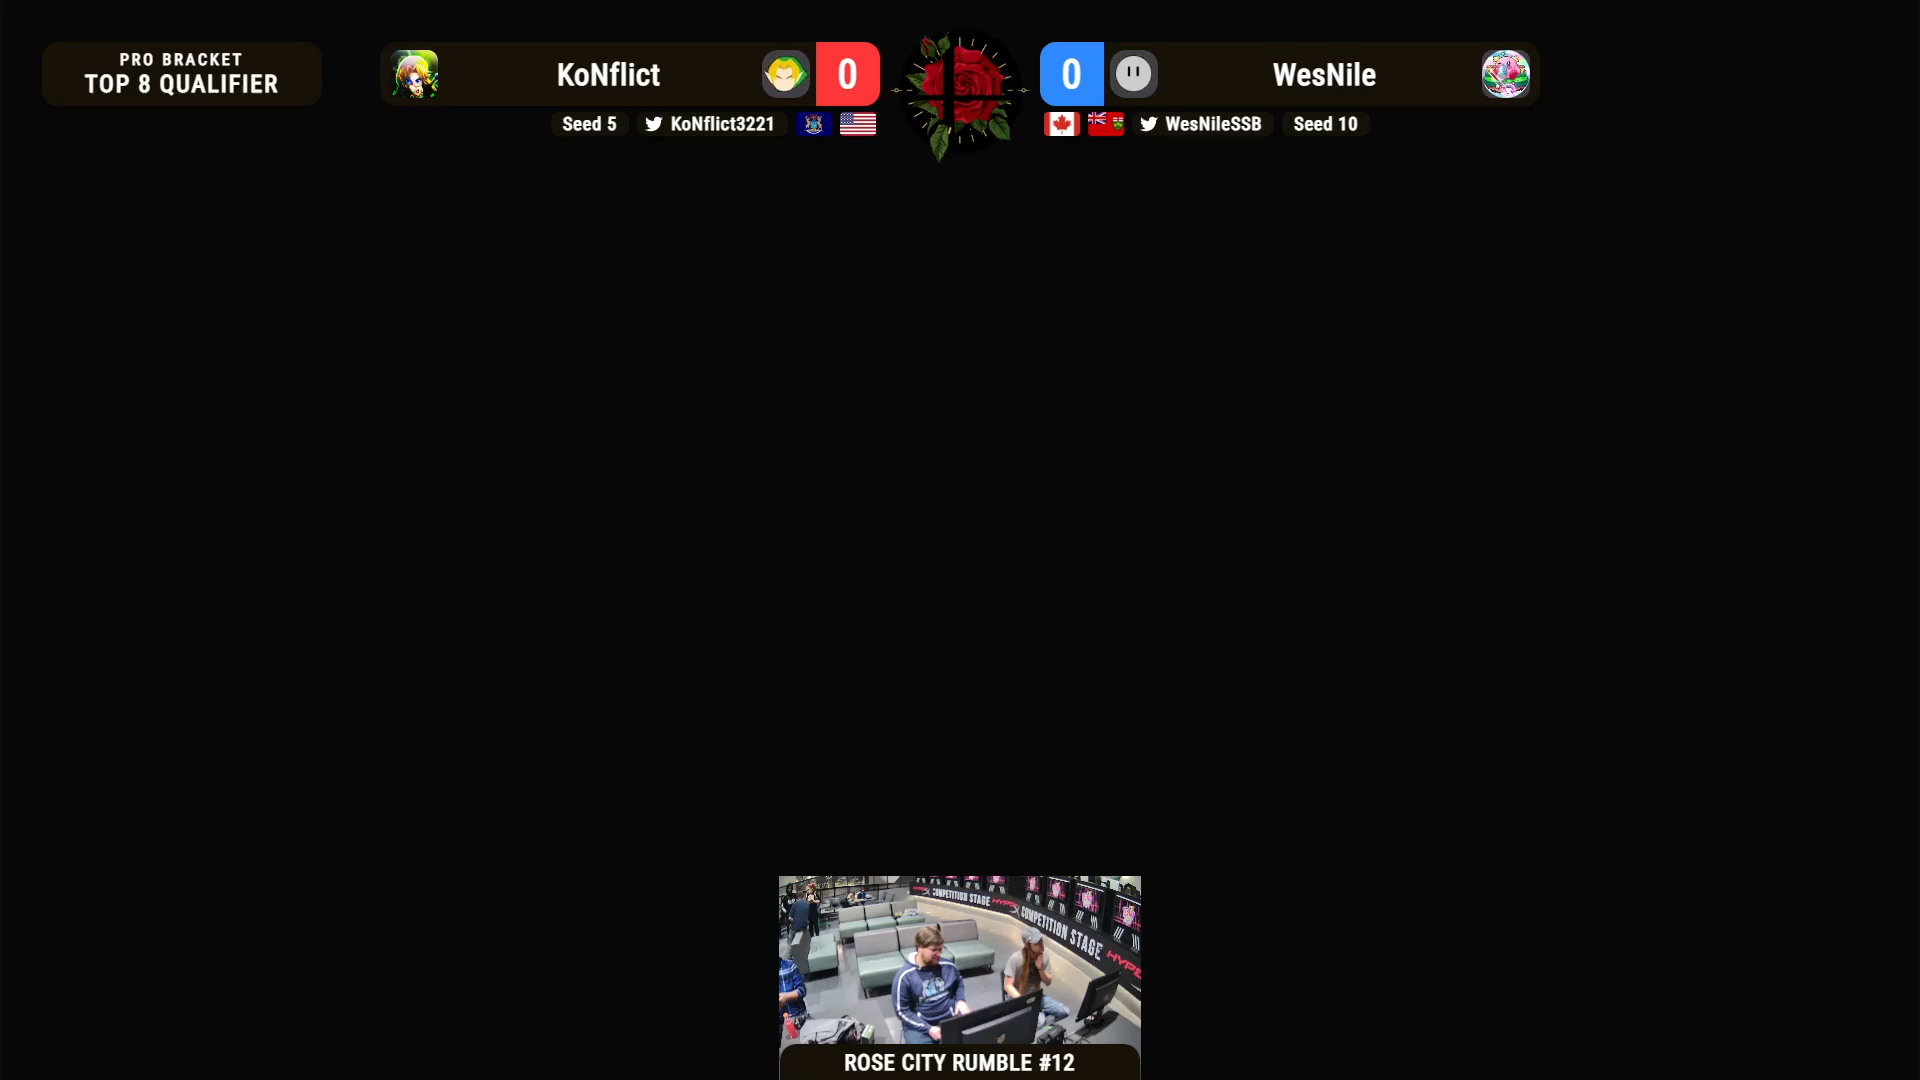 PRO BRACKET
TOP 8 QUALIFIER
KoNflict
0
0
WesNile
Seed 5
KoNflict3221
WesNileSSB
Seed 10
COMPETITION STAGE
COMPETITION STAGE
ROSE CITY RUMBLE #12